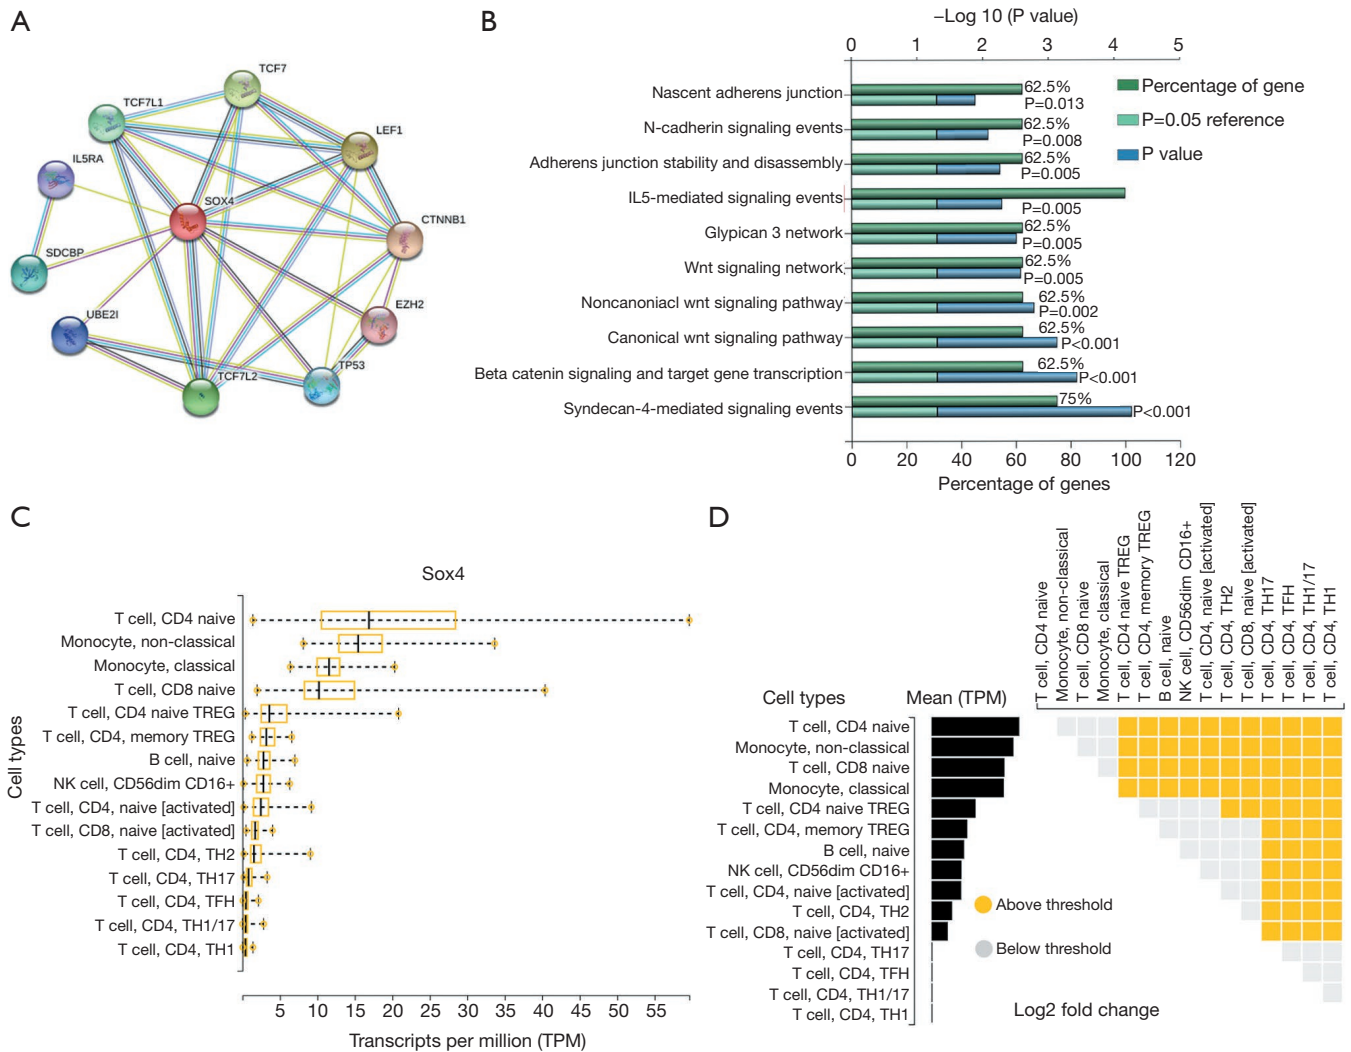 A
TCF7
TCF7L1
LEF1
IL5RA
SOX4
CTNNB1
SDCBP
EZH2
UBE2I
TP53
TCF7L2
B
–Log 10 (P value)
0 1 2 3 4 5
Nascent adherens junction
62.5%
P=0.013
N-cadherin signaling events
62.5%
P=0.008
Adherens junction stability and disassembly
62.5%
P=0.005
IL5-mediated signaling events
P=0.005
Glypican 3 network
62.5%
P=0.005
Wnt signaling network
62.5%
P=0.005
Noncanoniacl wnt signaling pathway
62.5%
P=0.002
Canonical wnt signaling pathway
62.5%
P<0.001
Beta catenin signaling and target gene transcription
62.5%
P<0.001
Syndecan-4-mediated signaling events
75%
P<0.001
Percentage of gene
P=0.05 reference
P value
0 20 40 60 80 100 120
Percentage of genes
C
Sox4
Cell types
T cell, CD4 naive
Monocyte, non-classical
Monocyte, classical
T cell, CD8 naive
T cell, CD4 naive TREG
T cell, CD4, memory TREG
B cell, naive
NK cell, CD56dim CD16+
T cell, CD4, naive [activated]
T cell, CD8, naive [activated]
T cell, CD4, TH2
T cell, CD4, TH17
T cell, CD4, TFH
T cell, CD4, TH1/17
T cell, CD4, TH1
5 10 15 20 25 30 35 40 45 50 55
Transcripts per million (TPM)
D
T cell, CD4 naive
Monocyte, non-classical
T cell, CD8 naive
Monocyte, classical
T cell, CD4 naive TREG
T cell, CD4, memory TREG
B cell, naive
NK cell, CD56dim CD16+
T cell, CD4, naive [activated]
T cell, CD4, TH2
T cell, CD8, naive [activated]
T cell, CD4, TH17
T cell, CD4, TFH
T cell, CD4, TH1/17
T cell, CD4, TH1
Cell types
Mean (TPM)
T cell, CD4 naive
Monocyte, non-classical
T cell, CD8 naive
Monocyte, classical
T cell, CD4 naive TREG
T cell, CD4, memory TREG
B cell, naive
NK cell, CD56dim CD16+
T cell, CD4, naive [activated]
T cell, CD4, TH2
T cell, CD8, naive [activated]
T cell, CD4, TH17
T cell, CD4, TFH
T cell, CD4, TH1/17
T cell, CD4, TH1
Above threshold
Below threshold
Log2 fold change